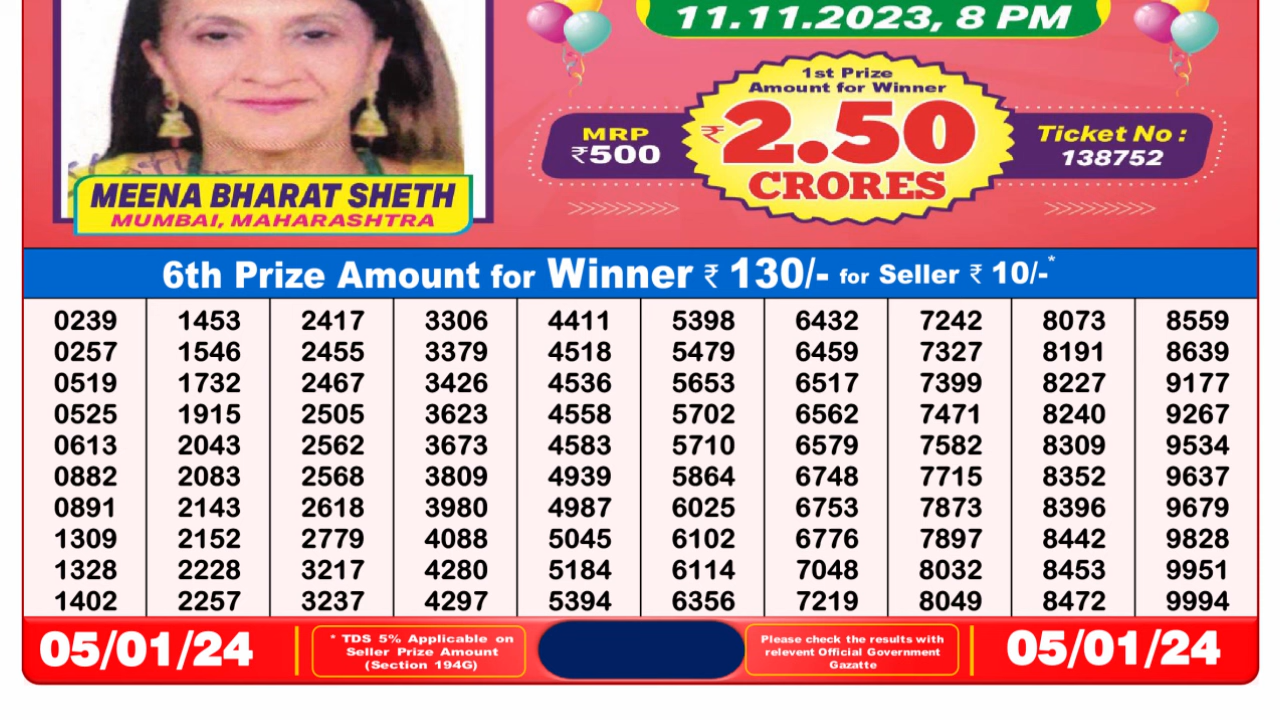 11.11.2023, 8 PM
1st Prize
Amount for Winner
₹2.50
CRORES
MRP
₹500
Ticket No :
138752
MEENA BHARAT SHETH
MUMBAI, MAHARASHTRA
6th Prize Amount for Winner ₹ 130/- for Seller ₹ 10/-*
0239 1453 2417 3306 4411 5398 6432 7242 8073 8559
0257 1546 2455 3379 4518 5479 6459 7327 8191 8639
0519 1732 2467 3426 4536 5653 6517 7399 8227 9177
0525 1915 2505 3623 4558 5702 6562 7471 8240 9267
0613 2043 2562 3673 4583 5710 6579 7582 8309 9534
0882 2083 2568 3809 4939 5864 6748 7715 8352 9637
0891 2143 2618 3980 4987 6025 6753 7873 8396 9679
1309 2152 2779 4088 5045 6102 6776 7897 8442 9828
1328 2228 3217 4280 5184 6114 7048 8032 8453 9951
1402 2257 3237 4297 5394 6356 7219 8049 8472 9994
05/01/24
* TDS 5% Applicable on
Seller Prize Amount
(Section 194G)
Please check the results with
relevent Official Government
Gazatte
05/01/24